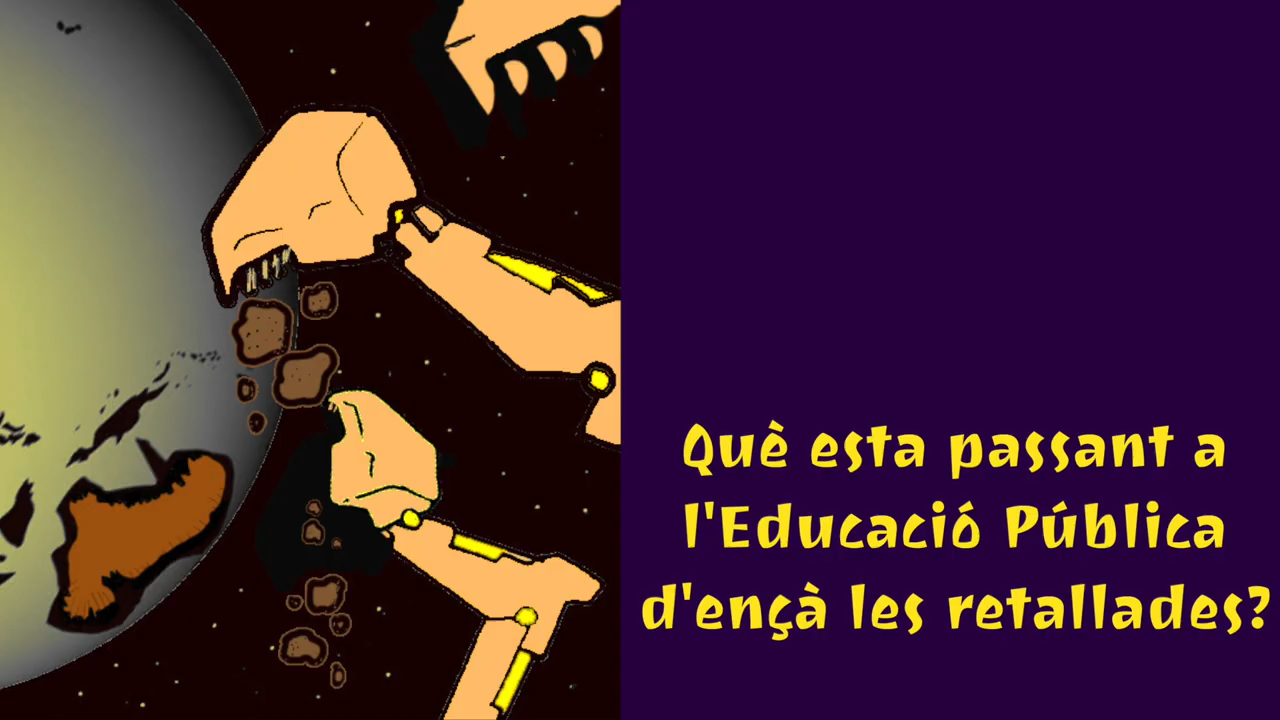 Què esta passant a
l'Educació Pública
d'ençà les retallades?